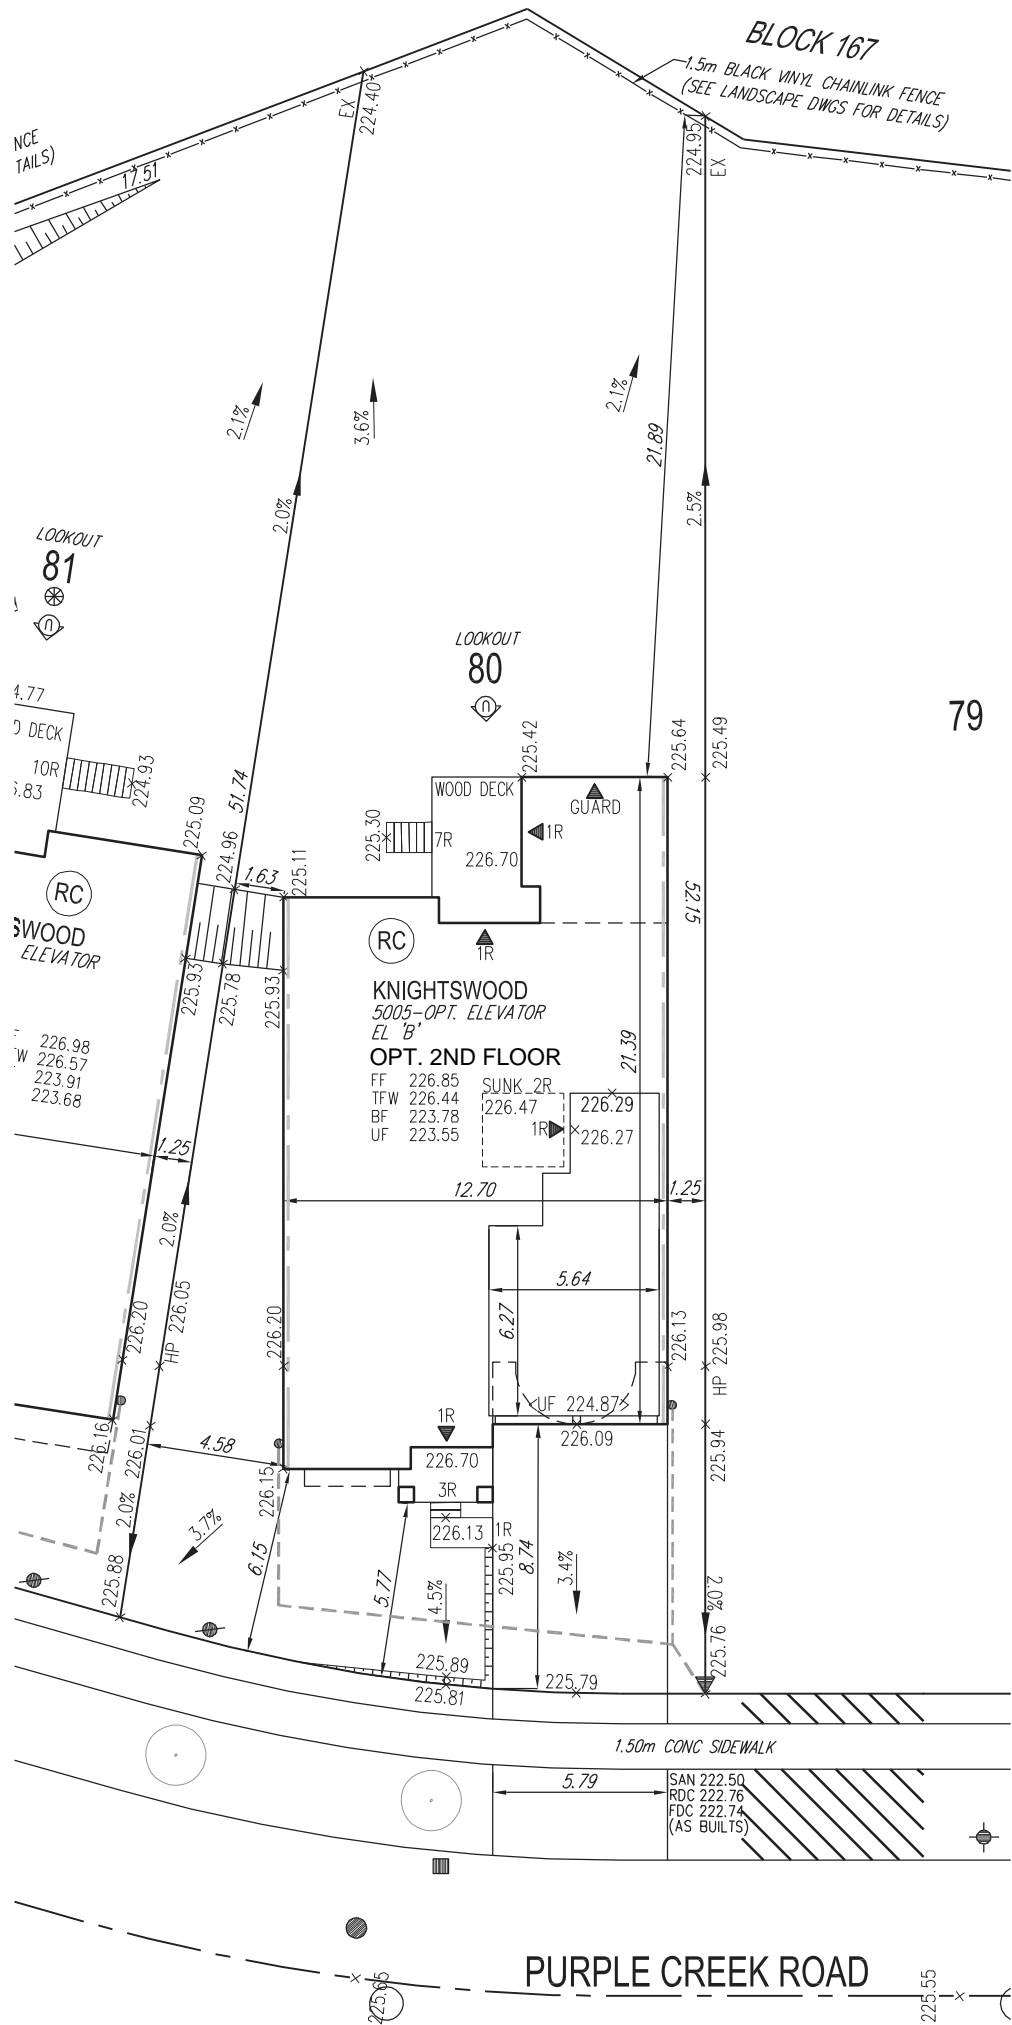 BLOCK 167
1.5m BLACK VINYL CHAINLINK FENCE
(SEE LANDSCAPE DWGS FOR DETAILS)
NCE
TAILS)
17.51
EX
224.40
224.95
EX
2.1%
3.6%
2.1%
21.89
2.0%
2.5%
LOOKOUT
81
LOOKOUT
80
79
4.77
DECK
10R
6.83
224.93
225.09
224.96
51.74
1.63
225.11
225.42
225.64
225.49
WOOD DECK
GUARD
1R
225.30
7R
226.70
52.15
RC
SWOOD
ELEVATOR
RC
1R
225.93
225.78
225.93
KNIGHTSWOOD
5005-OPT. ELEVATOR
EL 'B'
OPT. 2ND FLOOR
FF 226.85
TFW 226.44
BF 223.78
UF 223.55
226.98
W 226.57
223.91
223.68
21.39
SUNK 2R
226.47
226.29
1R
226.27
1.25
12.70
1.25
2.0%
5.64
6.27
HP 226.05
226.20
226.20
226.13
HP 225.98
UF 224.87
226.09
1R
226.70
3R
226.16
226.01
4.58
226.15
225.94
2.0%
3.7%
6.15
5.77
226.13
1R
225.95
8.74
4.5%
3.4%
2.0%
225.88
225.76
225.89
225.81
225.79
1.50m CONC SIDEWALK
5.79
SAN 222.50
RDC 222.76
FDC 222.74
(AS BUILTS)
PURPLE CREEK ROAD
225.65
225.55